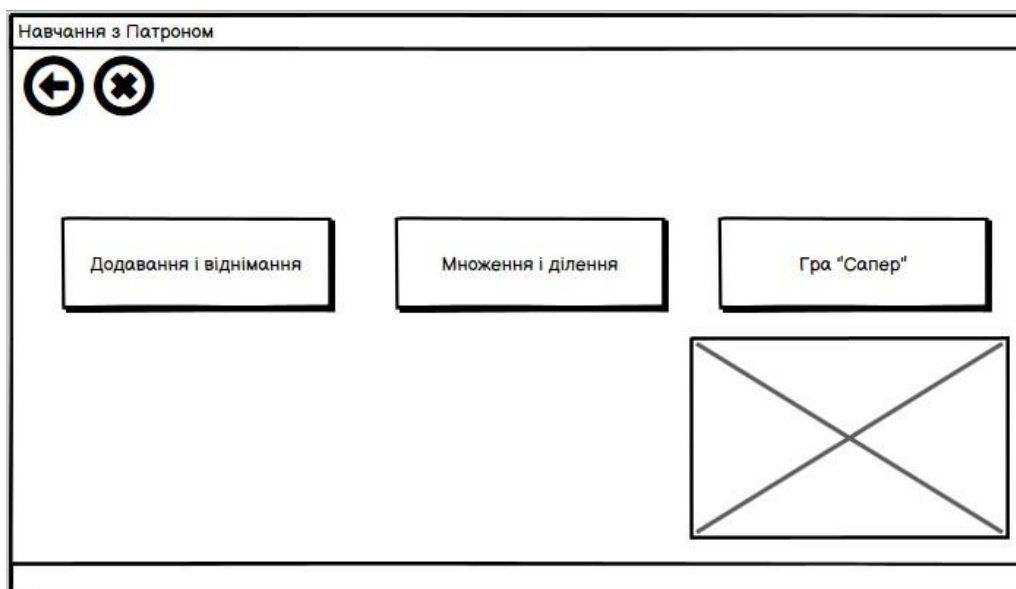 Навчання з Патроном
Додавання і віднімання
Множення і ділення
Гра "Сапер"